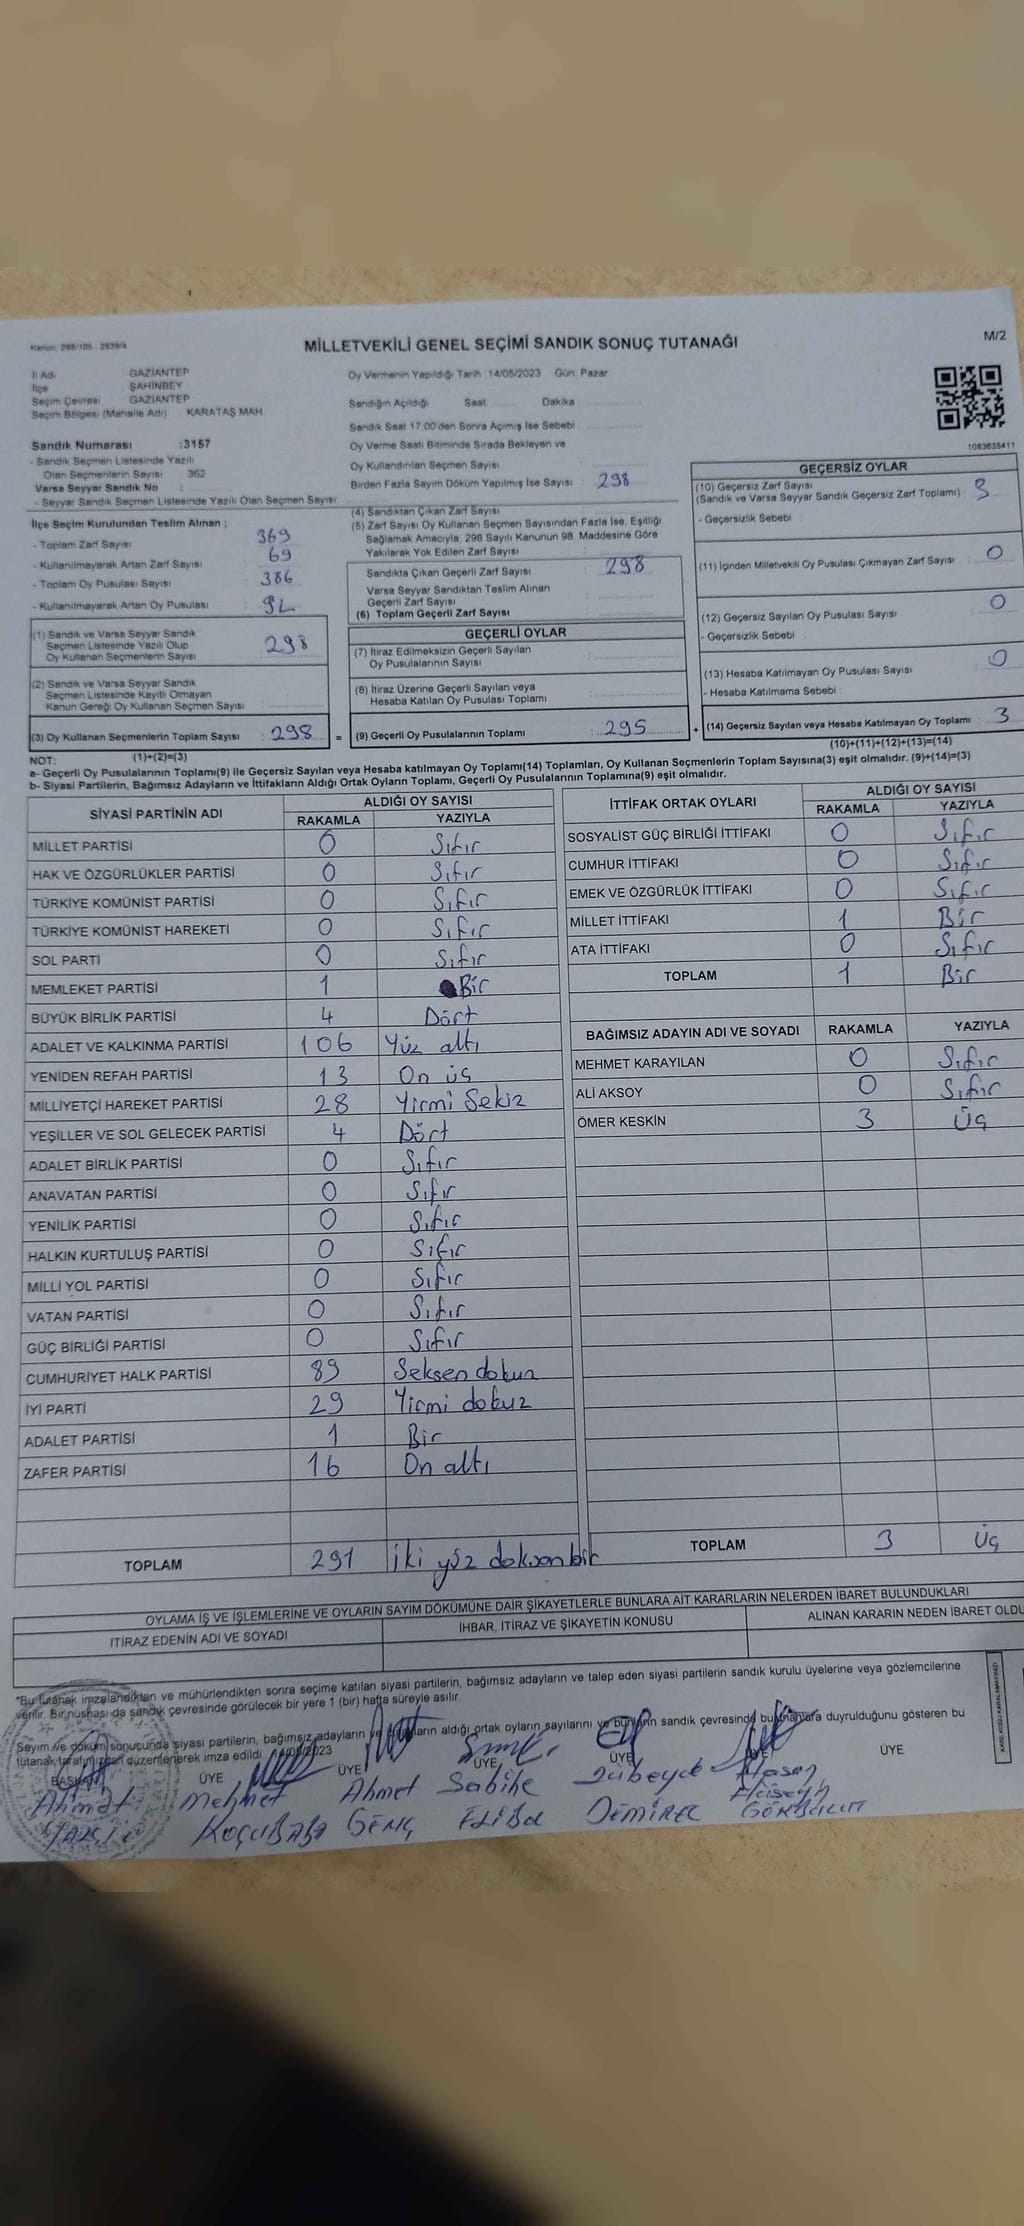 Kanun: 298/105 - 2839/4
MİLLETVEKİLİ GENEL SEÇİMİ SANDIK SONUÇ TUTANAĞI
M/2
İl Adı GAZİANTEP
İlçe ŞAHİNBEY
Seçim Çevresi GAZİANTEP
Seçim Bölgesi (Mahalle Adı) KARATAŞ MAH.
Sandık Numarası :3157
- Sandık Seçmen Listesinde Yazılı
Olan Seçmenlerin Sayısı 362
Varsa Seyyar Sandık No :
- Seyyar Sandık Seçmen Listesinde Yazılı Olan Seçmen Sayısı
İlçe Seçim Kurulundan Teslim Alınan ;
- Toplam Zarf Sayısı 369
- Kullanılmayarak Artan Zarf Sayısı 69
- Toplam Oy Pusulası Sayısı 386
- Kullanılmayarak Artan Oy Pusulası
(1) Sandık ve Varsa Seyyar Sandık
Seçmen Listesinde Yazılı Olup
Oy Kullanan Seçmenlerin Sayısı 298
(2) Sandık ve Varsa Seyyar Sandık
Seçmen Listesinde Kayıtlı Olmayan
Kanun Gereği Oy Kullanan Seçmen Sayısı
(3) Oy Kullanan Seçmenlerin Toplam Sayısı : 298 =
(1)+(2)=(3)
Oy Vermenin Yapıldığı Tarih :14/05/2023 Gün: Pazar
Sandığın Açıldığı Saat Dakika
Sandık Saat 17:00'den Sonra Açılmış İse Sebebi
Oy Verme Saati Bitiminde Sırada Bekleyen ve
Oy Kullandırılan Seçmen Sayısı
Birden Fazla Sayım Döküm Yapılmış İse Sayısı 298
(4) Sandıktan Çıkan Zarf Sayısı
(5) Zarf Sayısı Oy Kullanan Seçmen Sayısından Fazla İse, Eşitliği
Sağlamak Amacıyla, 298 Sayılı Kanunun 98. Maddesine Göre
Yakılarak Yok Edilen Zarf Sayısı
Sandıkta Çıkan Geçerli Zarf Sayısı 298
Varsa Seyyar Sandıktan Teslim Alınan
Geçerli Zarf Sayısı
(6) Toplam Geçerli Zarf Sayısı
GEÇERLİ OYLAR
(7) İtiraz Edilmeksizin Geçerli Sayılan
Oy Pusulalarının Sayısı
(8) İtiraz Üzerine Geçerli Sayılan veya
Hesaba Katılan Oy Pusulası Toplamı
(9) Geçerli Oy Pusulalarının Toplamı : 295 +
1083635411
GEÇERSİZ OYLAR
(10) Geçersiz Zarf Sayısı
(Sandık ve Varsa Seyyar Sandık Geçersiz Zarf Toplamı) 3
- Geçersizlik Sebebi :
(11) İçinden Milletvekili Oy Pusulası Çıkmayan Zarf Sayısı 0
(12) Geçersiz Sayılan Oy Pusulası Sayısı 0
- Geçersizlik Sebebi :
(13) Hesaba Katılmayan Oy Pusulası Sayısı 0
- Hesaba Katılmama Sebebi :
(14) Geçersiz Sayılan veya Hesaba Katılmayan Oy Toplamı 3
(10)+(11)+(12)+(13)=(14)
NOT:
a- Geçerli Oy Pusulalarının Toplamı(9) ile Geçersiz Sayılan veya Hesaba katılmayan Oy Toplamı(14) Toplamları, Oy Kullanan Seçmenlerin Toplam Sayısına(3) eşit olmalıdır. (9)+(14)=(3)
b- Siyasi Partilerin, Bağımsız Adayların ve İttifakların Aldığı Ortak Oyların Toplamı, Geçerli Oy Pusulalarının Toplamına(9) eşit olmalıdır.
SİYASİ PARTİNİN ADI ALDIĞI OY SAYISI
RAKAMLA YAZIYLA
MİLLET PARTİSİ 0 Sıfır
HAK VE ÖZGÜRLÜKLER PARTİSİ 0 Sıfır
TÜRKİYE KOMÜNİST PARTİSİ 0 Sıfır
TÜRKİYE KOMÜNİST HAREKETİ 0 Sıfır
SOL PARTİ 0 Sıfır
MEMLEKET PARTİSİ 1 Bir
BÜYÜK BİRLİK PARTİSİ 4 Dört
ADALET VE KALKINMA PARTİSİ 106 Yüz altı
YENİDEN REFAH PARTİSİ 13 On üç
MİLLİYETÇİ HAREKET PARTİSİ 28 Yirmi Sekiz
YEŞİLLER VE SOL GELECEK PARTİSİ 4 Dört
ADALET BİRLİK PARTİSİ 0 Sıfır
ANAVATAN PARTİSİ 0 Sıfır
YENİLİK PARTİSİ 0 Sıfır
HALKIN KURTULUŞ PARTİSİ 0 Sıfır
MİLLİ YOL PARTİSİ 0 Sıfır
VATAN PARTİSİ 0 Sıfır
GÜÇ BİRLİĞİ PARTİSİ 0 Sıfır
CUMHURİYET HALK PARTİSİ 89 Seksen dokuz
İYİ PARTİ 29 Yirmi dokuz
ADALET PARTİSİ 1 Bir
ZAFER PARTİSİ 16 On altı
TOPLAM 291 iki yüz doksan bir
İTTİFAK ORTAK OYLARI ALDIĞI OY SAYISI
RAKAMLA YAZIYLA
SOSYALİST GÜÇ BİRLİĞİ İTTİFAKI 0 Sıfır
CUMHUR İTTİFAKI 0 Sıfır
EMEK VE ÖZGÜRLÜK İTTİFAKI 0 Sıfır
MİLLET İTTİFAKI 1 Bir
ATA İTTİFAKI 0 Sıfır
TOPLAM 1 Bir
BAĞIMSIZ ADAYIN ADI VE SOYADI RAKAMLA YAZIYLA
MEHMET KARAYILAN 0 Sıfır
ALİ AKSOY 0 Sıfır
ÖMER KESKİN 3 Üç
TOPLAM 3 Üç
OYLAMA İŞ VE İŞLEMLERİNE VE OYLARIN SAYIM DÖKÜMÜNE DAİR ŞİKAYETLERLE BUNLARA AİT KARARLARIN NELERDEN İBARET BULUNDUKLARI
İTİRAZ EDENİN ADI VE SOYADI İHBAR, İTİRAZ VE ŞİKAYETİN KONUSU ALINAN KARARIN NEDEN İBARET OLDU
*Bu tutanak imzalandıktan ve mühürlendikten sonra seçime katılan siyasi partilerin, bağımsız adayların ve talep eden siyasi partilerin sandık kurulu üyelerine veya gözlemcilerine
verilir. Bir nushası da sandık çevresinde görülecek bir yere 1 (bir) hafta süreyle asılır.
Sayım ve döküm sonucunda siyasi partilerin, bağımsız adayların ve aldığı ortak oyların sayılarını ve bunların sandık çevresinde bulunanlara duyrulduğunu gösteren bu
tutanak tarafımızdan düzenlenerek imza edildi. 14/05/2023
BAŞKAN ÜYE ÜYE ÜYE ÜYE ÜYE ÜYE
Ahmet Mehmet Ahmet Sabihe Zübeyde Hasan
Hüseyin
KOÇUBABA GENÇ DEMİREL